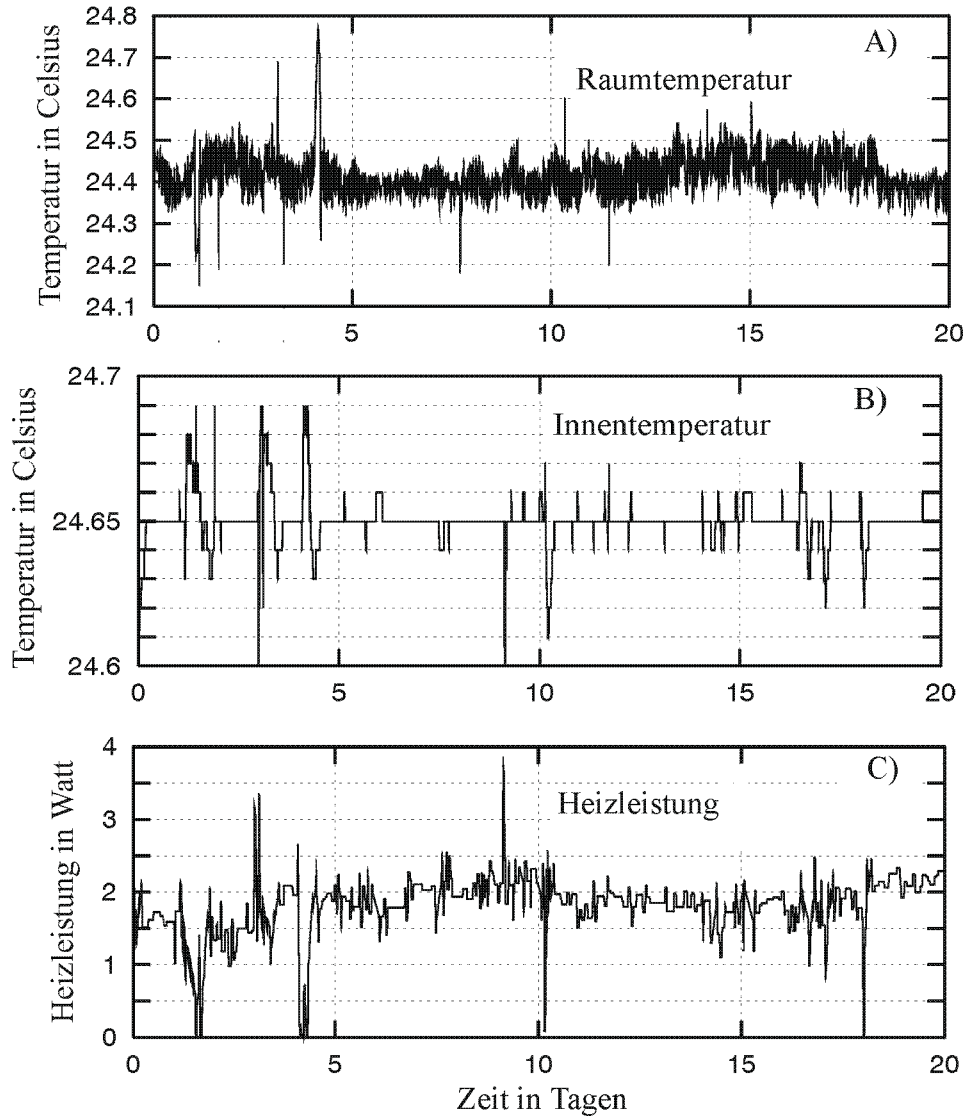 24.8
A)
24.7
Raumtemperatur
24.6
24.5
24.4
24.3
24.2
24.1
Temperatur in Celsius
0 5 10 15 20
24.7
B)
Innentemperatur
24.65
24.6
Temperatur in Celsius
0 5 10 15 20
4
C)
Heizleistung
3
2
1
0
Heizleistung in Watt
0 5 10 15 20
Zeit in Tagen